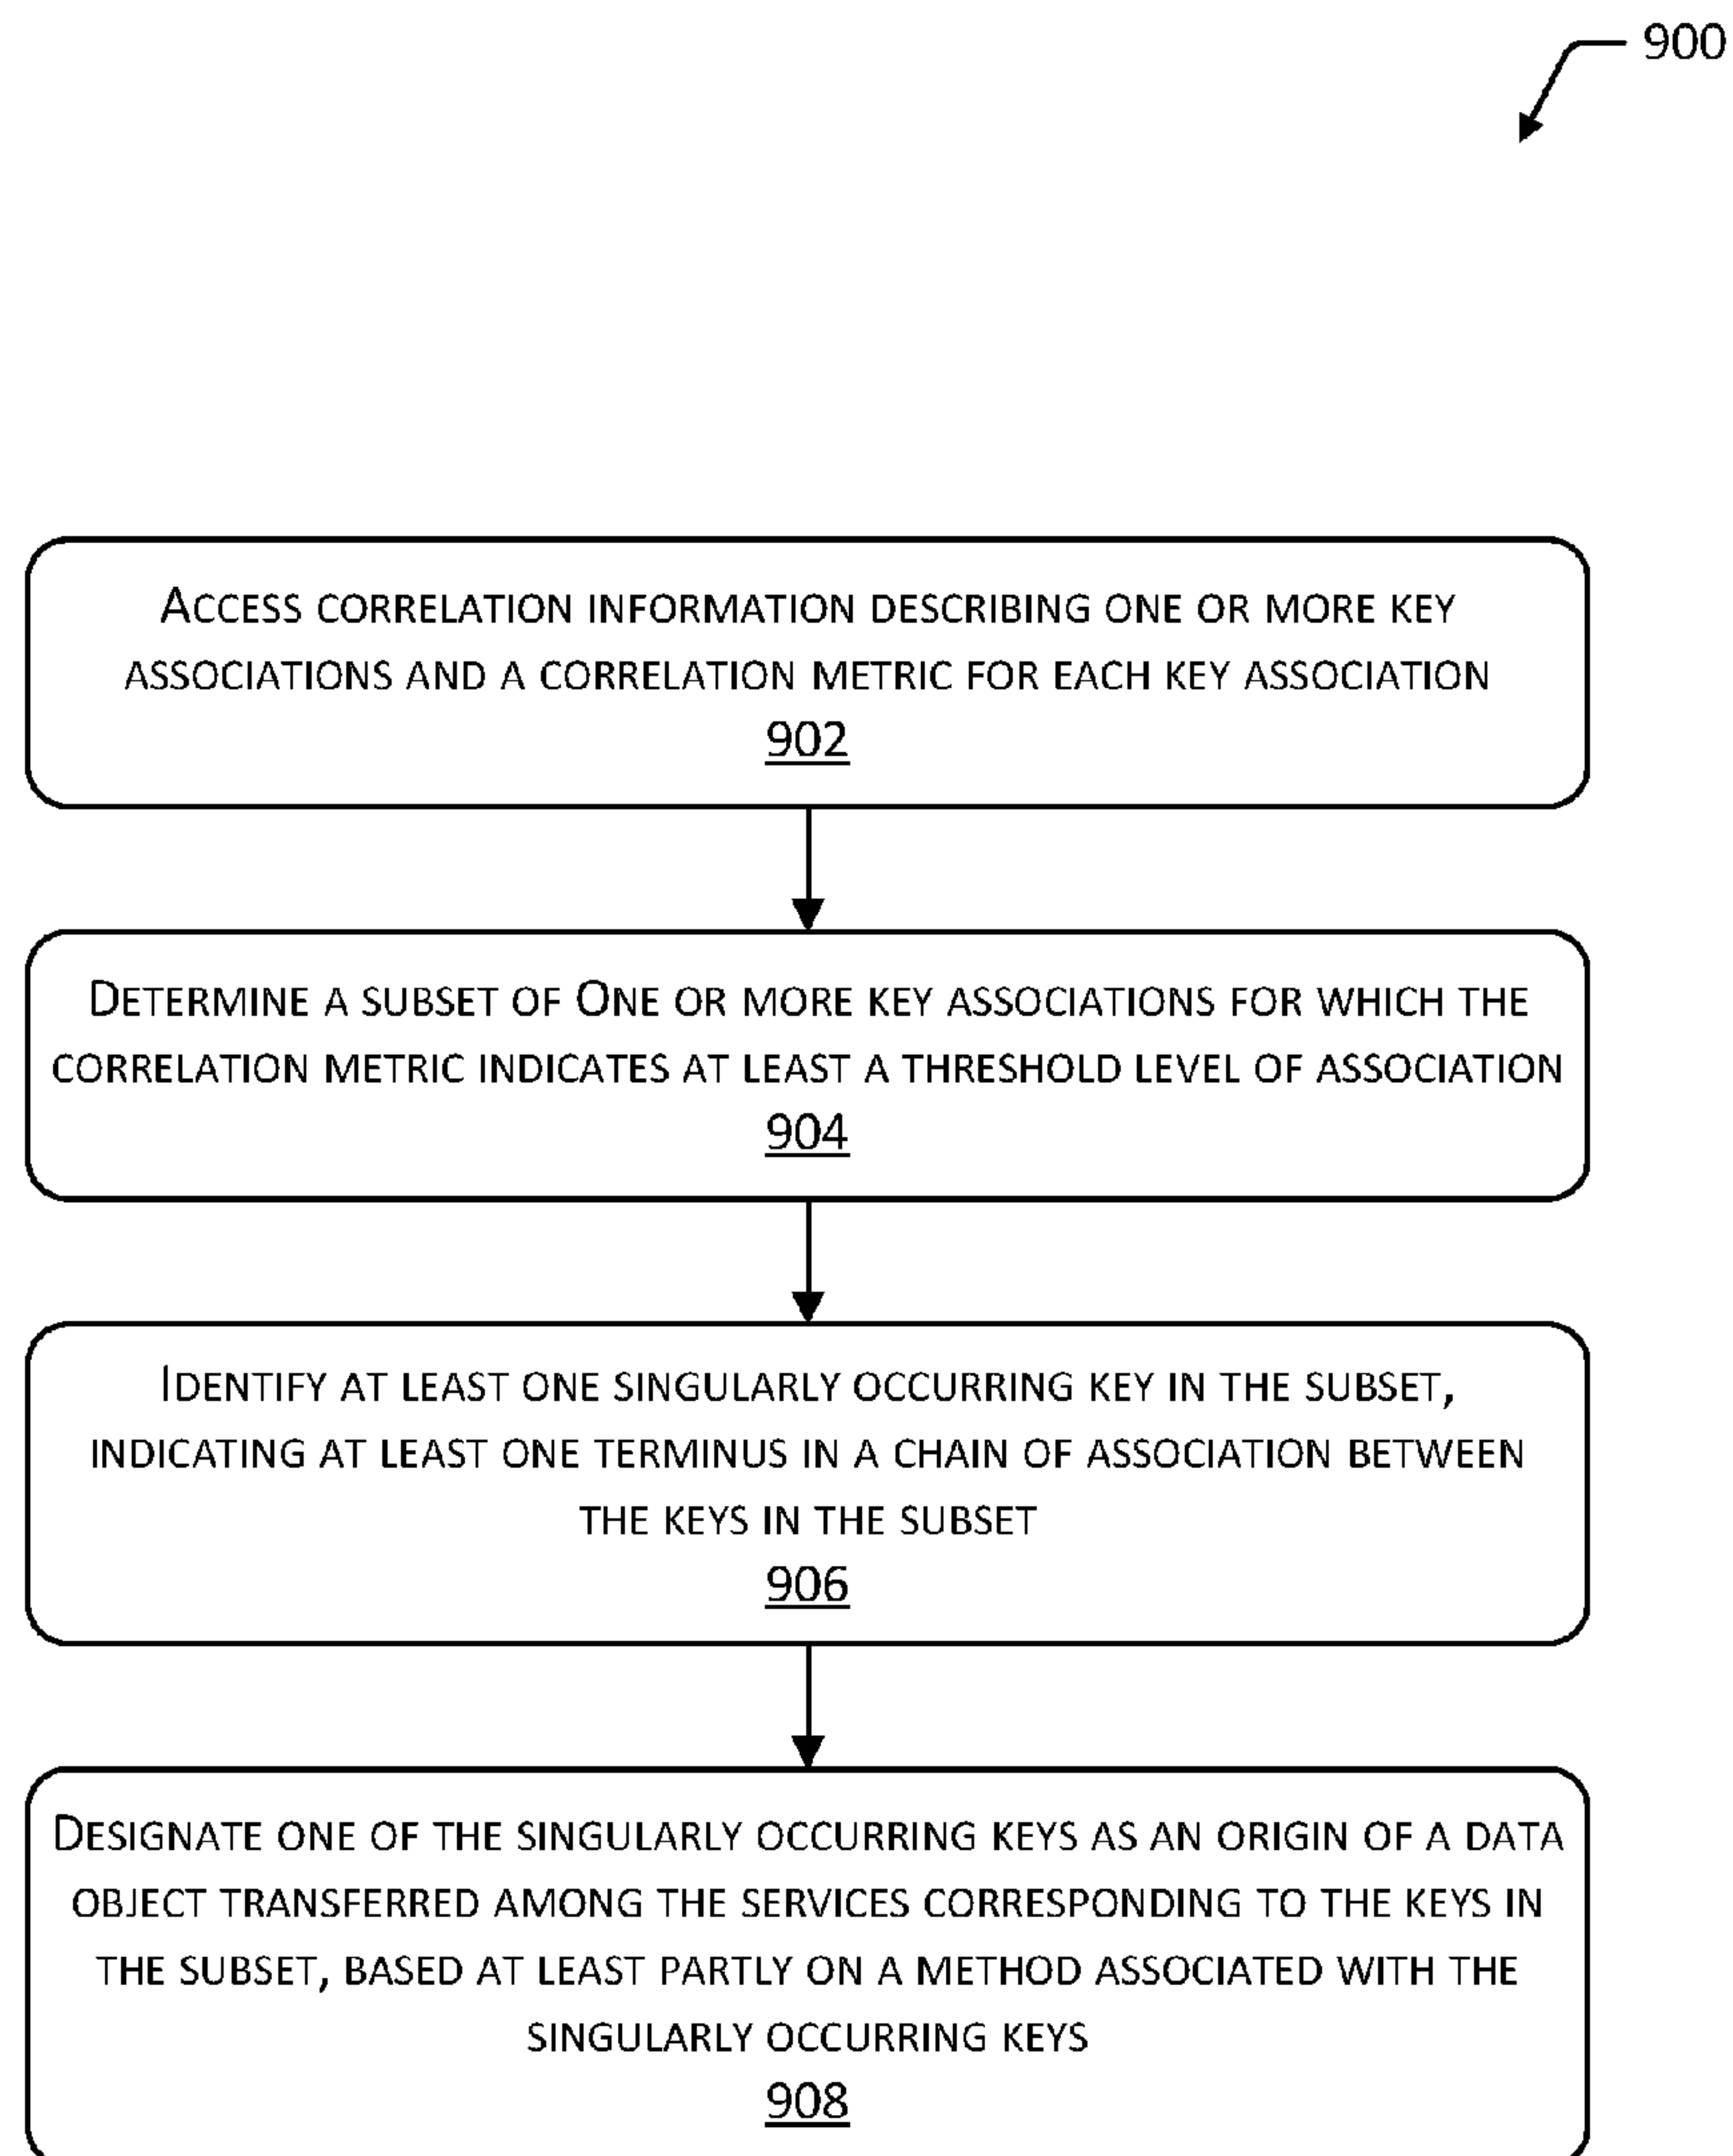 900
Access correlation information describing one or more key
associations and a correlation metric for each key association
902
Determine a subset of One or more key associations for which the
correlation metric indicates at least a threshold level of association
904
Identify at least one singularly occurring key in the subset,
indicating at least one terminus in a chain of association between
the keys in the subset
906
Designate one of the singularly occurring keys as an origin of a data
object transferred among the services corresponding to the keys in
the subset, based at least partly on a method associated with the
singularly occurring keys
908